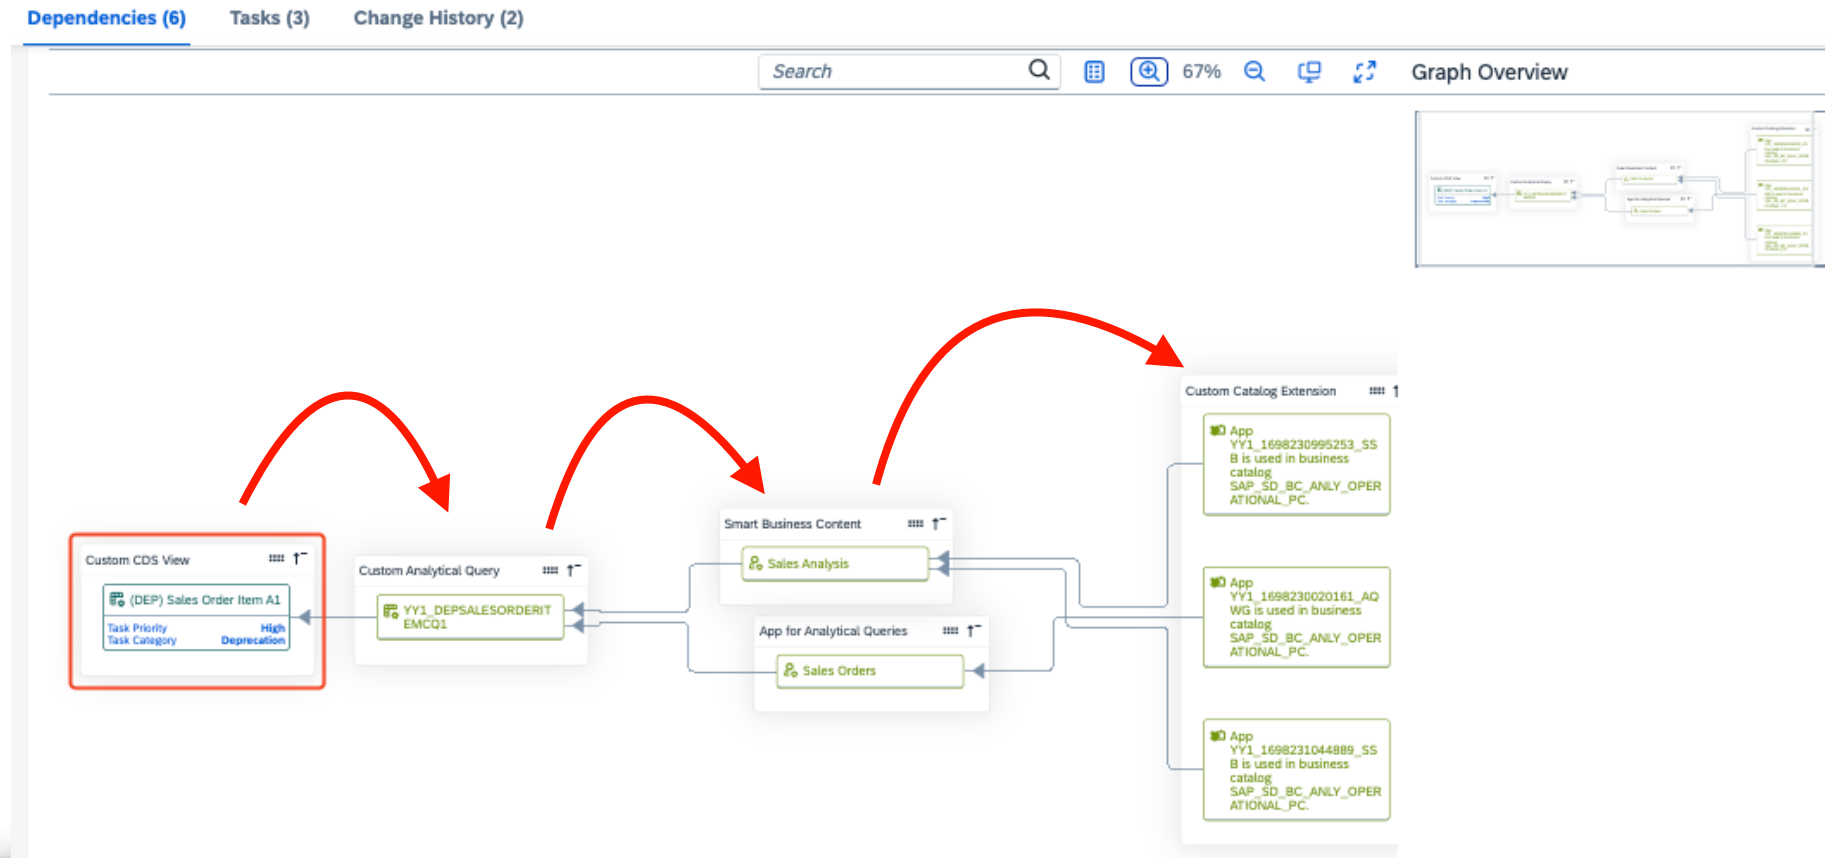 Dependencies (6) Tasks (3) Change History (2)
Search 67% Graph Overview
Custom CDS View
(DEP) Sales Order Item A1
Task Priority High
Task Category Deprecation
Custom Analytical Query
YY1_DEPSALESORDERIT
EMCQ1
Smart Business Content
Sales Analysis
App for Analytical Queries
Sales Orders
Custom Catalog Extension
App
YY1_1698230995253_SS
B is used in business
catalog
SAP_SD_BC_ANLY_OPER
ATIONAL_PC.
App
YY1_1698230020161_AQ
WG is used in business
catalog
SAP_SD_BC_ANLY_OPER
ATIONAL_PC.
App
YY1_1698231044889_SS
B is used in business
catalog
SAP_SD_BC_ANLY_OPER
ATIONAL_PC.